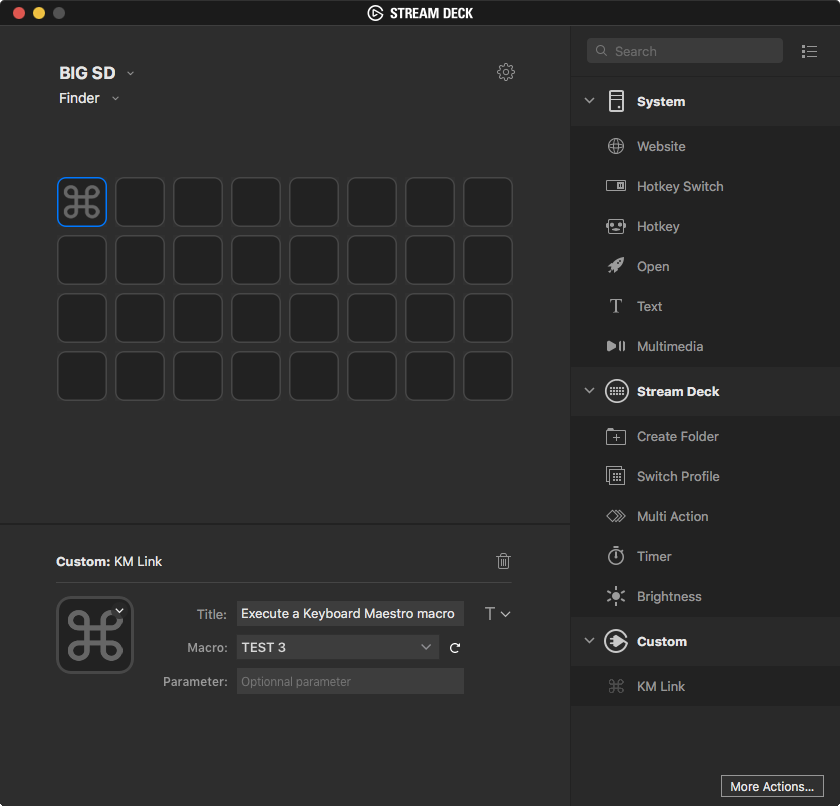 STREAM DECK
BIG SD
Finder
Search
System
Website
Hotkey Switch
Hotkey
Open
T Text
Multimedia
Stream Deck
Create Folder
Switch Profile
Multi Action
Timer
Brightness
Custom
KM Link
More Actions...
Custom: KM Link
Title: Execute a Keyboard Maestro macro T
Macro: TEST 3
Parameter: Optionnal parameter